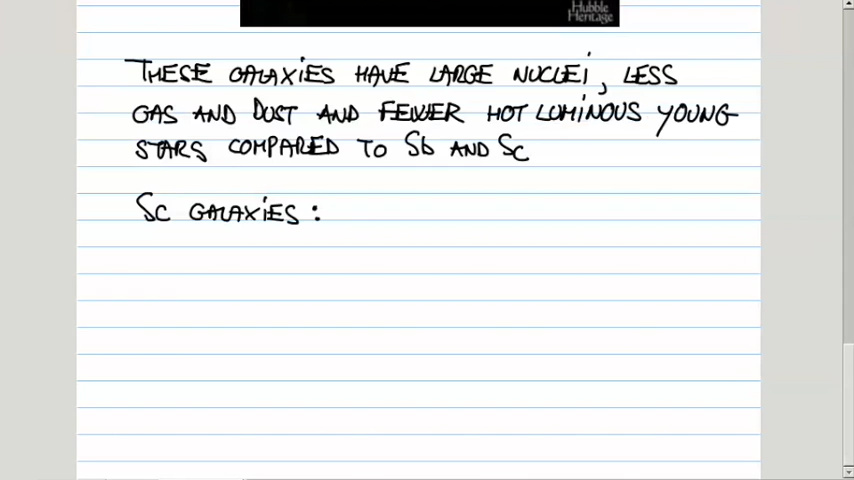 Hubble
Heritage
THESE GALAXIES HAVE LARGE NUCLEI, LESS
GAS AND DUST AND FEWER HOT LUMINOUS YOUNG
STARS COMPARED TO Sb AND Sc
Sc GALAXIES: